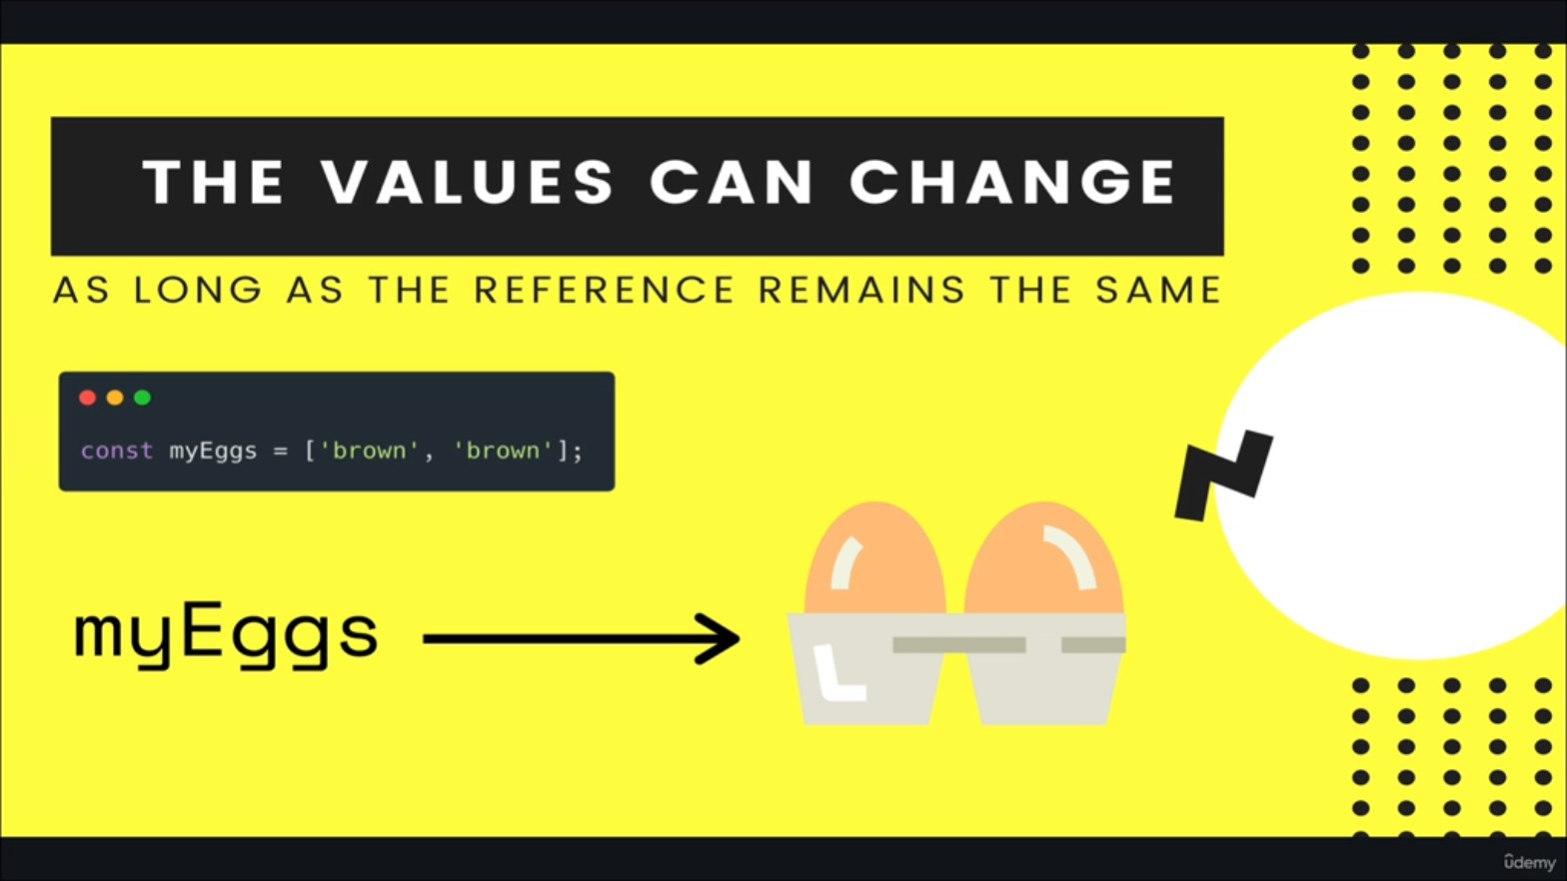 THE VALUES CAN CHANGE
AS LONG AS THE REFERENCE REMAINS THE SAME
const myEggs = ['brown', 'brown'];
myEggs
ûdemy